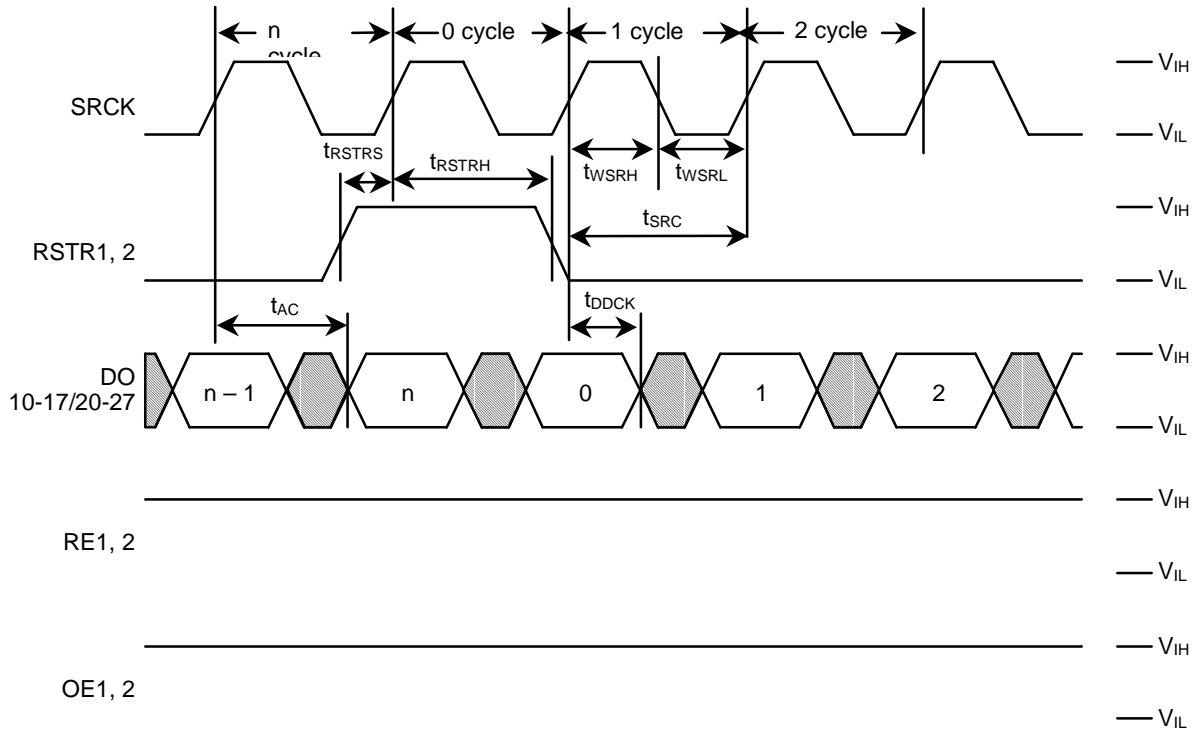 n
cycle
0 cycle
1 cycle
2 cycle
SRCK
VIH
VIL
tRSTRS
tRSTRH
tWSRH
tWSRL
tSRC
RSTR1, 2
VIH
VIL
tAC
tDDCK
DO
10-17/20-27
n – 1
n
0
1
2
VIH
VIL
RE1, 2
VIH
VIL
OE1, 2
VIH
VIL